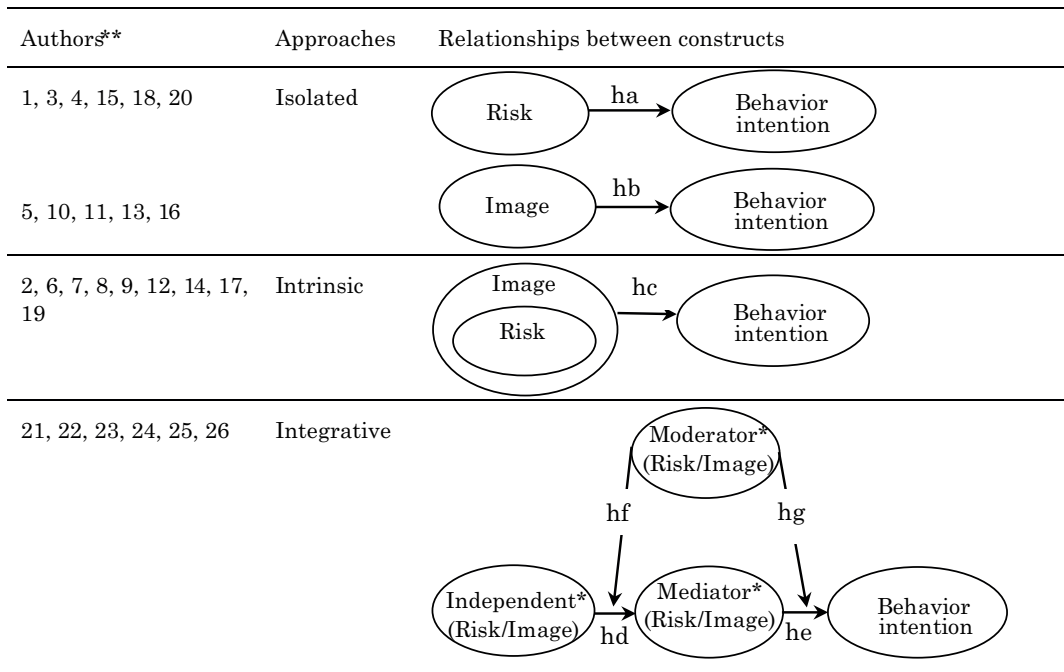 Authors** Approaches Relationships between constructs
1, 3, 4, 15, 18, 20 Isolated
Risk
ha
Behavior
intention
5, 10, 11, 13, 16
Image
hb
Behavior
intention
2, 6, 7, 8, 9, 12, 14, 17, Intrinsic
19
Image
Risk
hc
Behavior
intention
21, 22, 23, 24, 25, 26 Integrative
Moderator*
(Risk/Image)
hf
hg
Independent*
(Risk/Image)
hd
Mediator*
(Risk/Image)
he
Behavior
intention